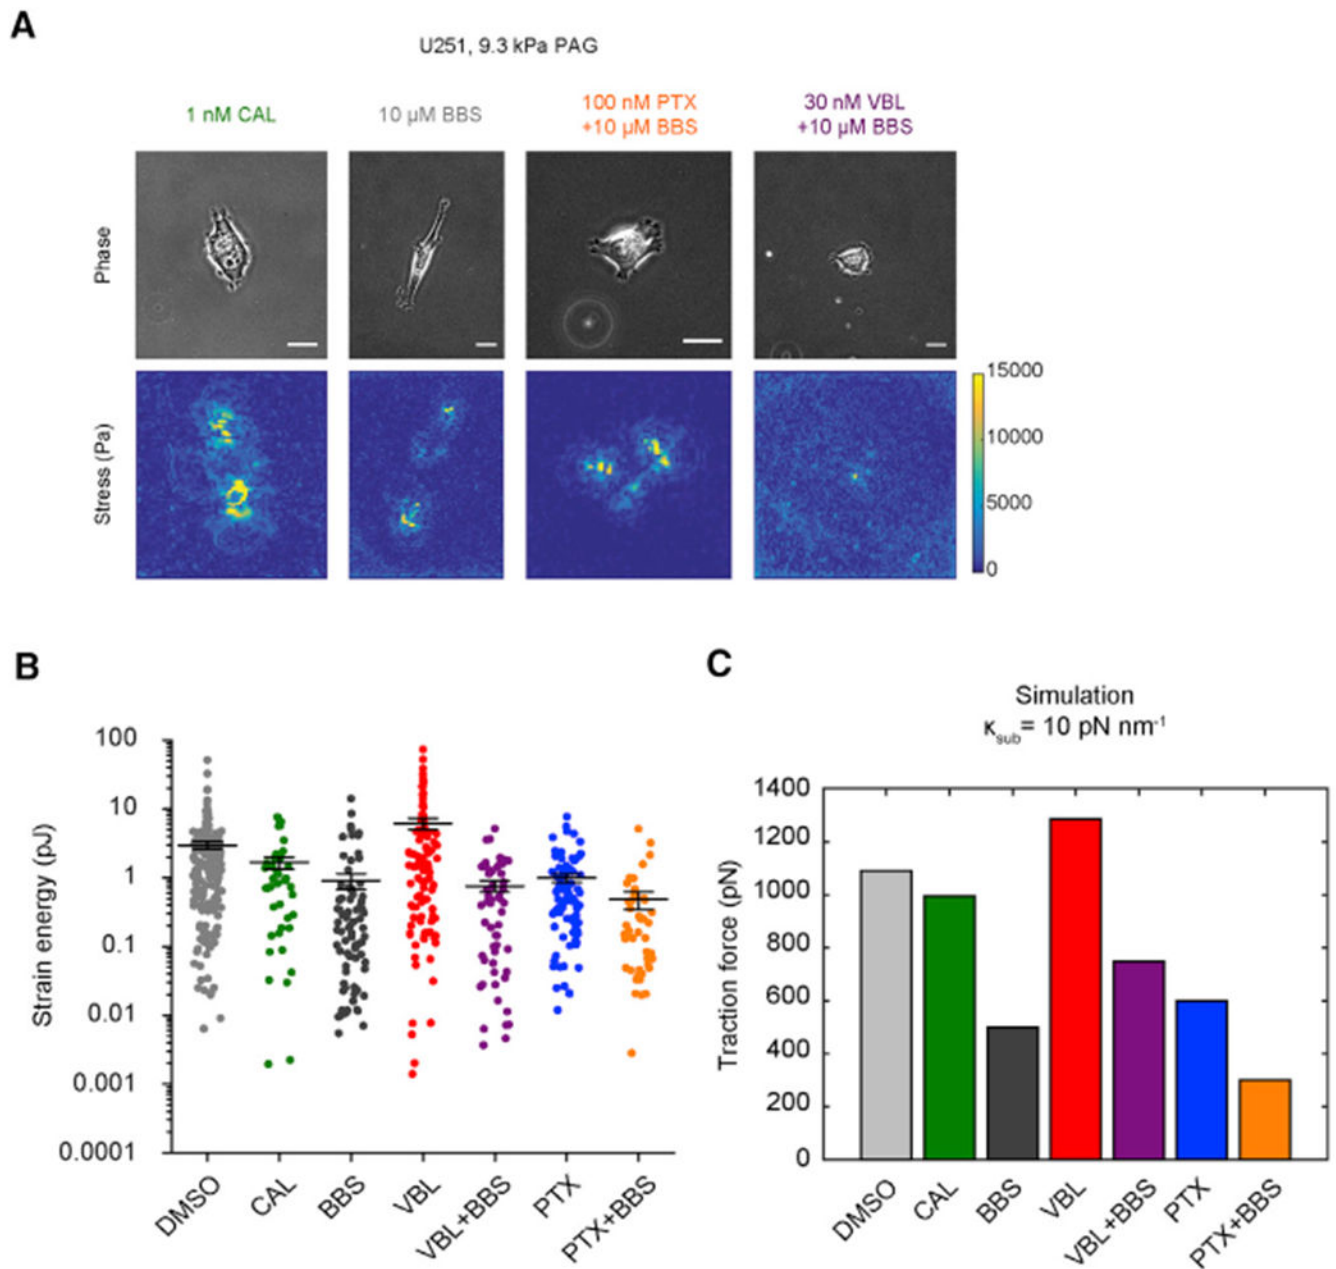 A
U251, 9.3 kPa PAG
1 nM CAL
10 µM BBS
100 nM PTX
+10 µM BBS
30 nM VBL
+10 µM BBS
Phase
Stress (Pa)
15000
10000
5000
0
B
Strain energy (pJ)
100
10
1
0.1
0.01
0.001
0.0001
DMSO
CAL
BBS
VBL
VBL+BBS
PTX
PTX+BBS
C
Simulation
κsub= 10 pN nm-1
Traction force (pN)
1400
1200
1000
800
600
400
200
0
DMSO
CAL
BBS
VBL
VBL+BBS
PTX
PTX+BBS